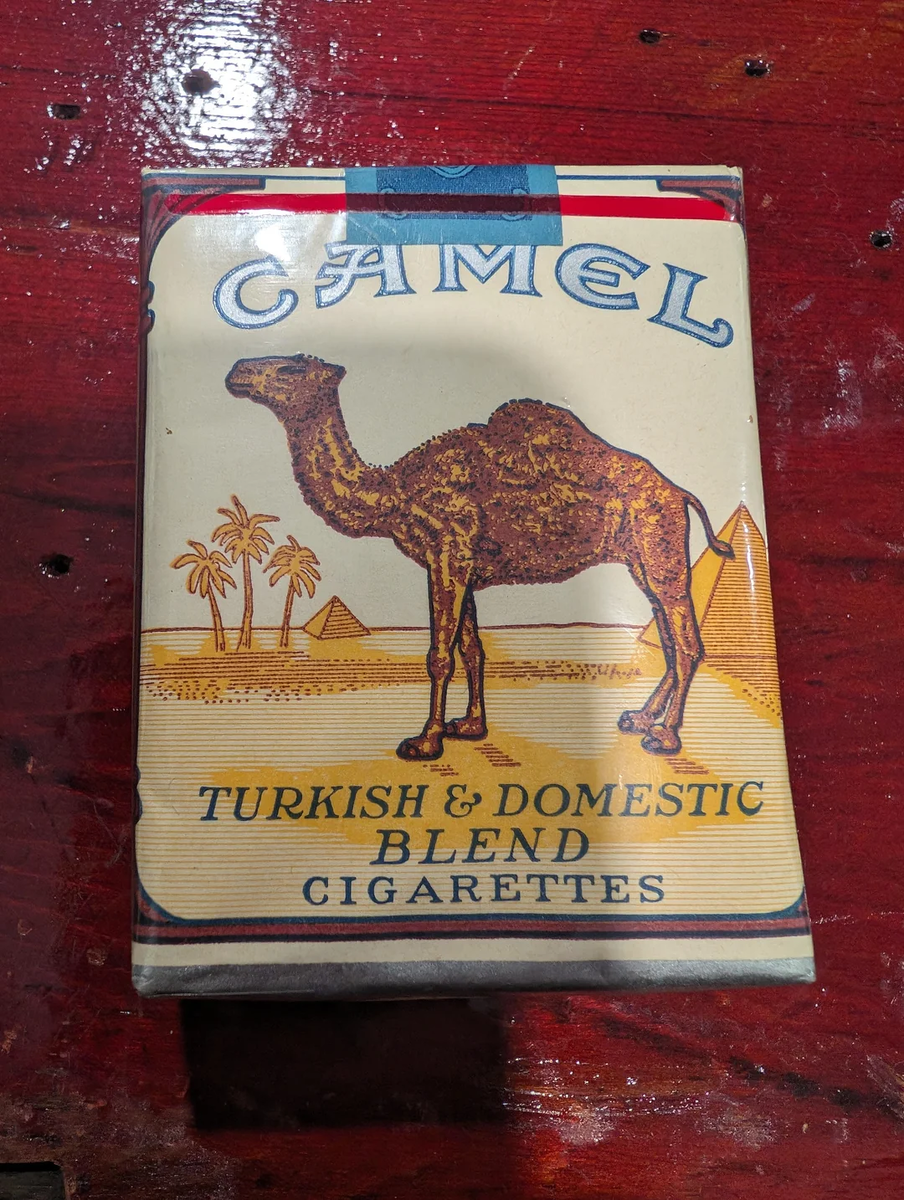 CAMEL
TURKISH & DOMESTIC
BLEND
CIGARETTES